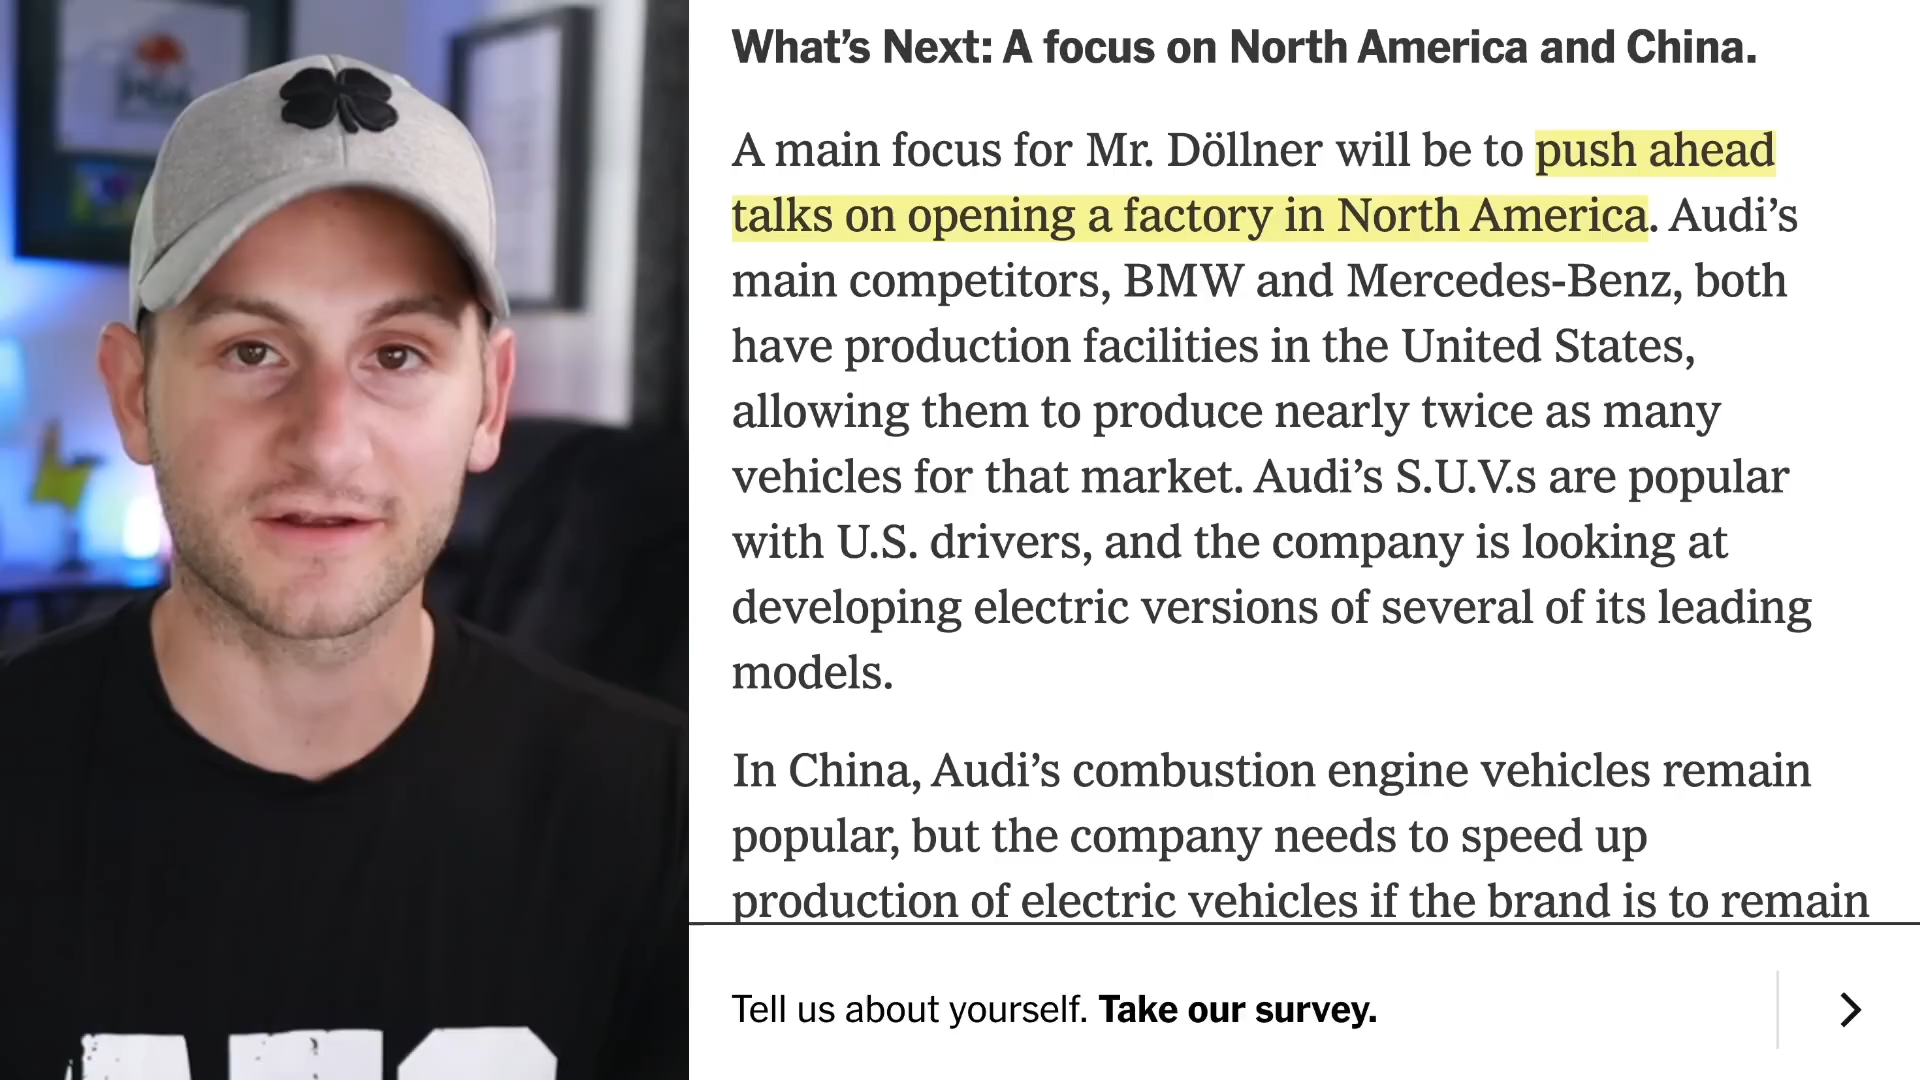 What's Next: A focus on North America and China.
A main focus for Mr. Döllner will be to push ahead
talks on opening a factory in North America. Audi's
main competitors, BMW and Mercedes-Benz, both
have production facilities in the United States,
allowing them to produce nearly twice as many
vehicles for that market. Audi's S.U.V.s are popular
with U.S. drivers, and the company is looking at
developing electric versions of several of its leading
models.
In China, Audi's combustion engine vehicles remain
popular, but the company needs to speed up
production of electric vehicles if the brand is to remain
Tell us about yourself. Take our survey.